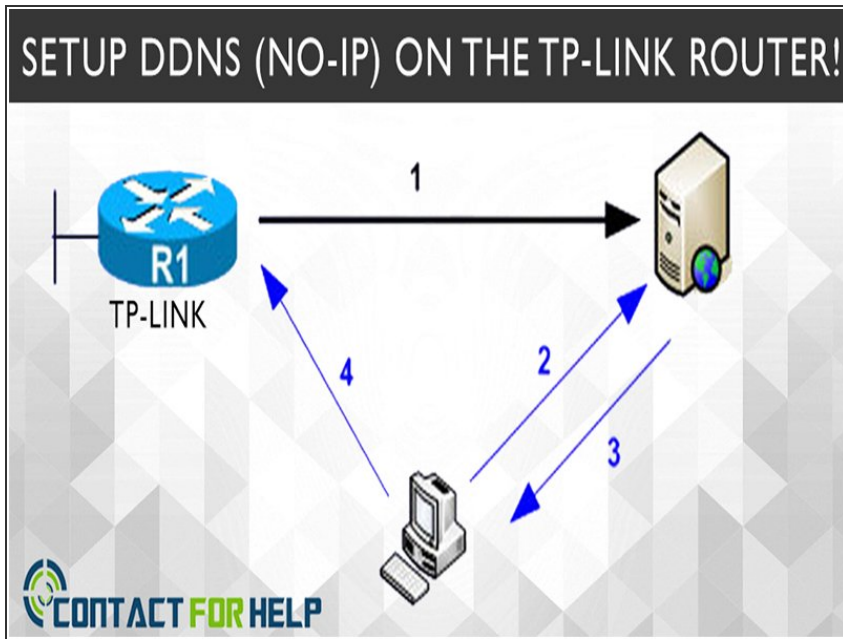 SETUP DDNS (NO-IP) ON THE TP-LINK ROUTER!
1
R1
TP-LINK
4
2
3
CONTACT FOR HELP